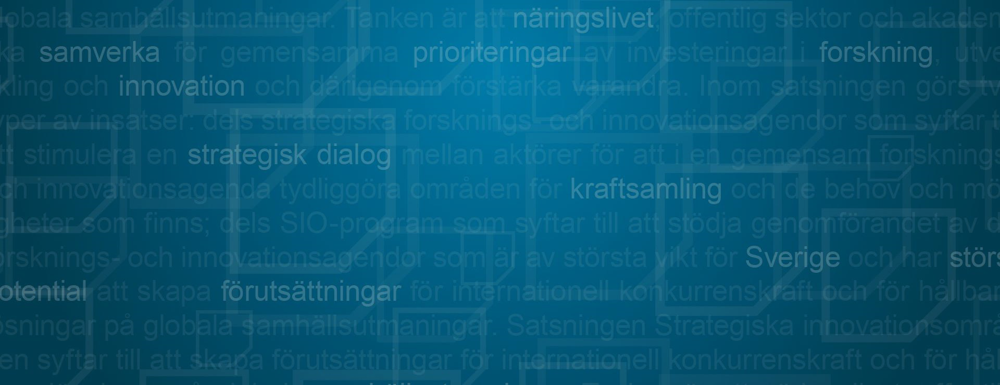 lobala samhällsutmaningar. Tanken är att näringslivet, offentlig sektor och akaden
ka samverka för gemensamma prioriteringar av investeringar i forskning, utve
kling och innovation och därigenom förstärka varandra. Inom satsningen görs tv
yper av insatser: dels strategiska forsknings- och innovationsagendor som syftar t
tt stimulera en strategisk dialog mellan aktörer för att i en gemensam forsknings
ch innovationsagenda tydliggöra områden för kraftsamling och de behov och mö
gheter som finns; dels SIO-program som syftar till att stödja genomförandet av d
orsknings- och innovationsagendor som är av största vikt för Sverige och har störs
otential att skapa förutsättningar för internationell konkurrenskraft och för hållbar
ösningar på globala samhällsutmaningar. Satsningen Strategiska innovationsområ
en syftar till att skapa förutsättningar för internationell konkurrenskraft och för hål